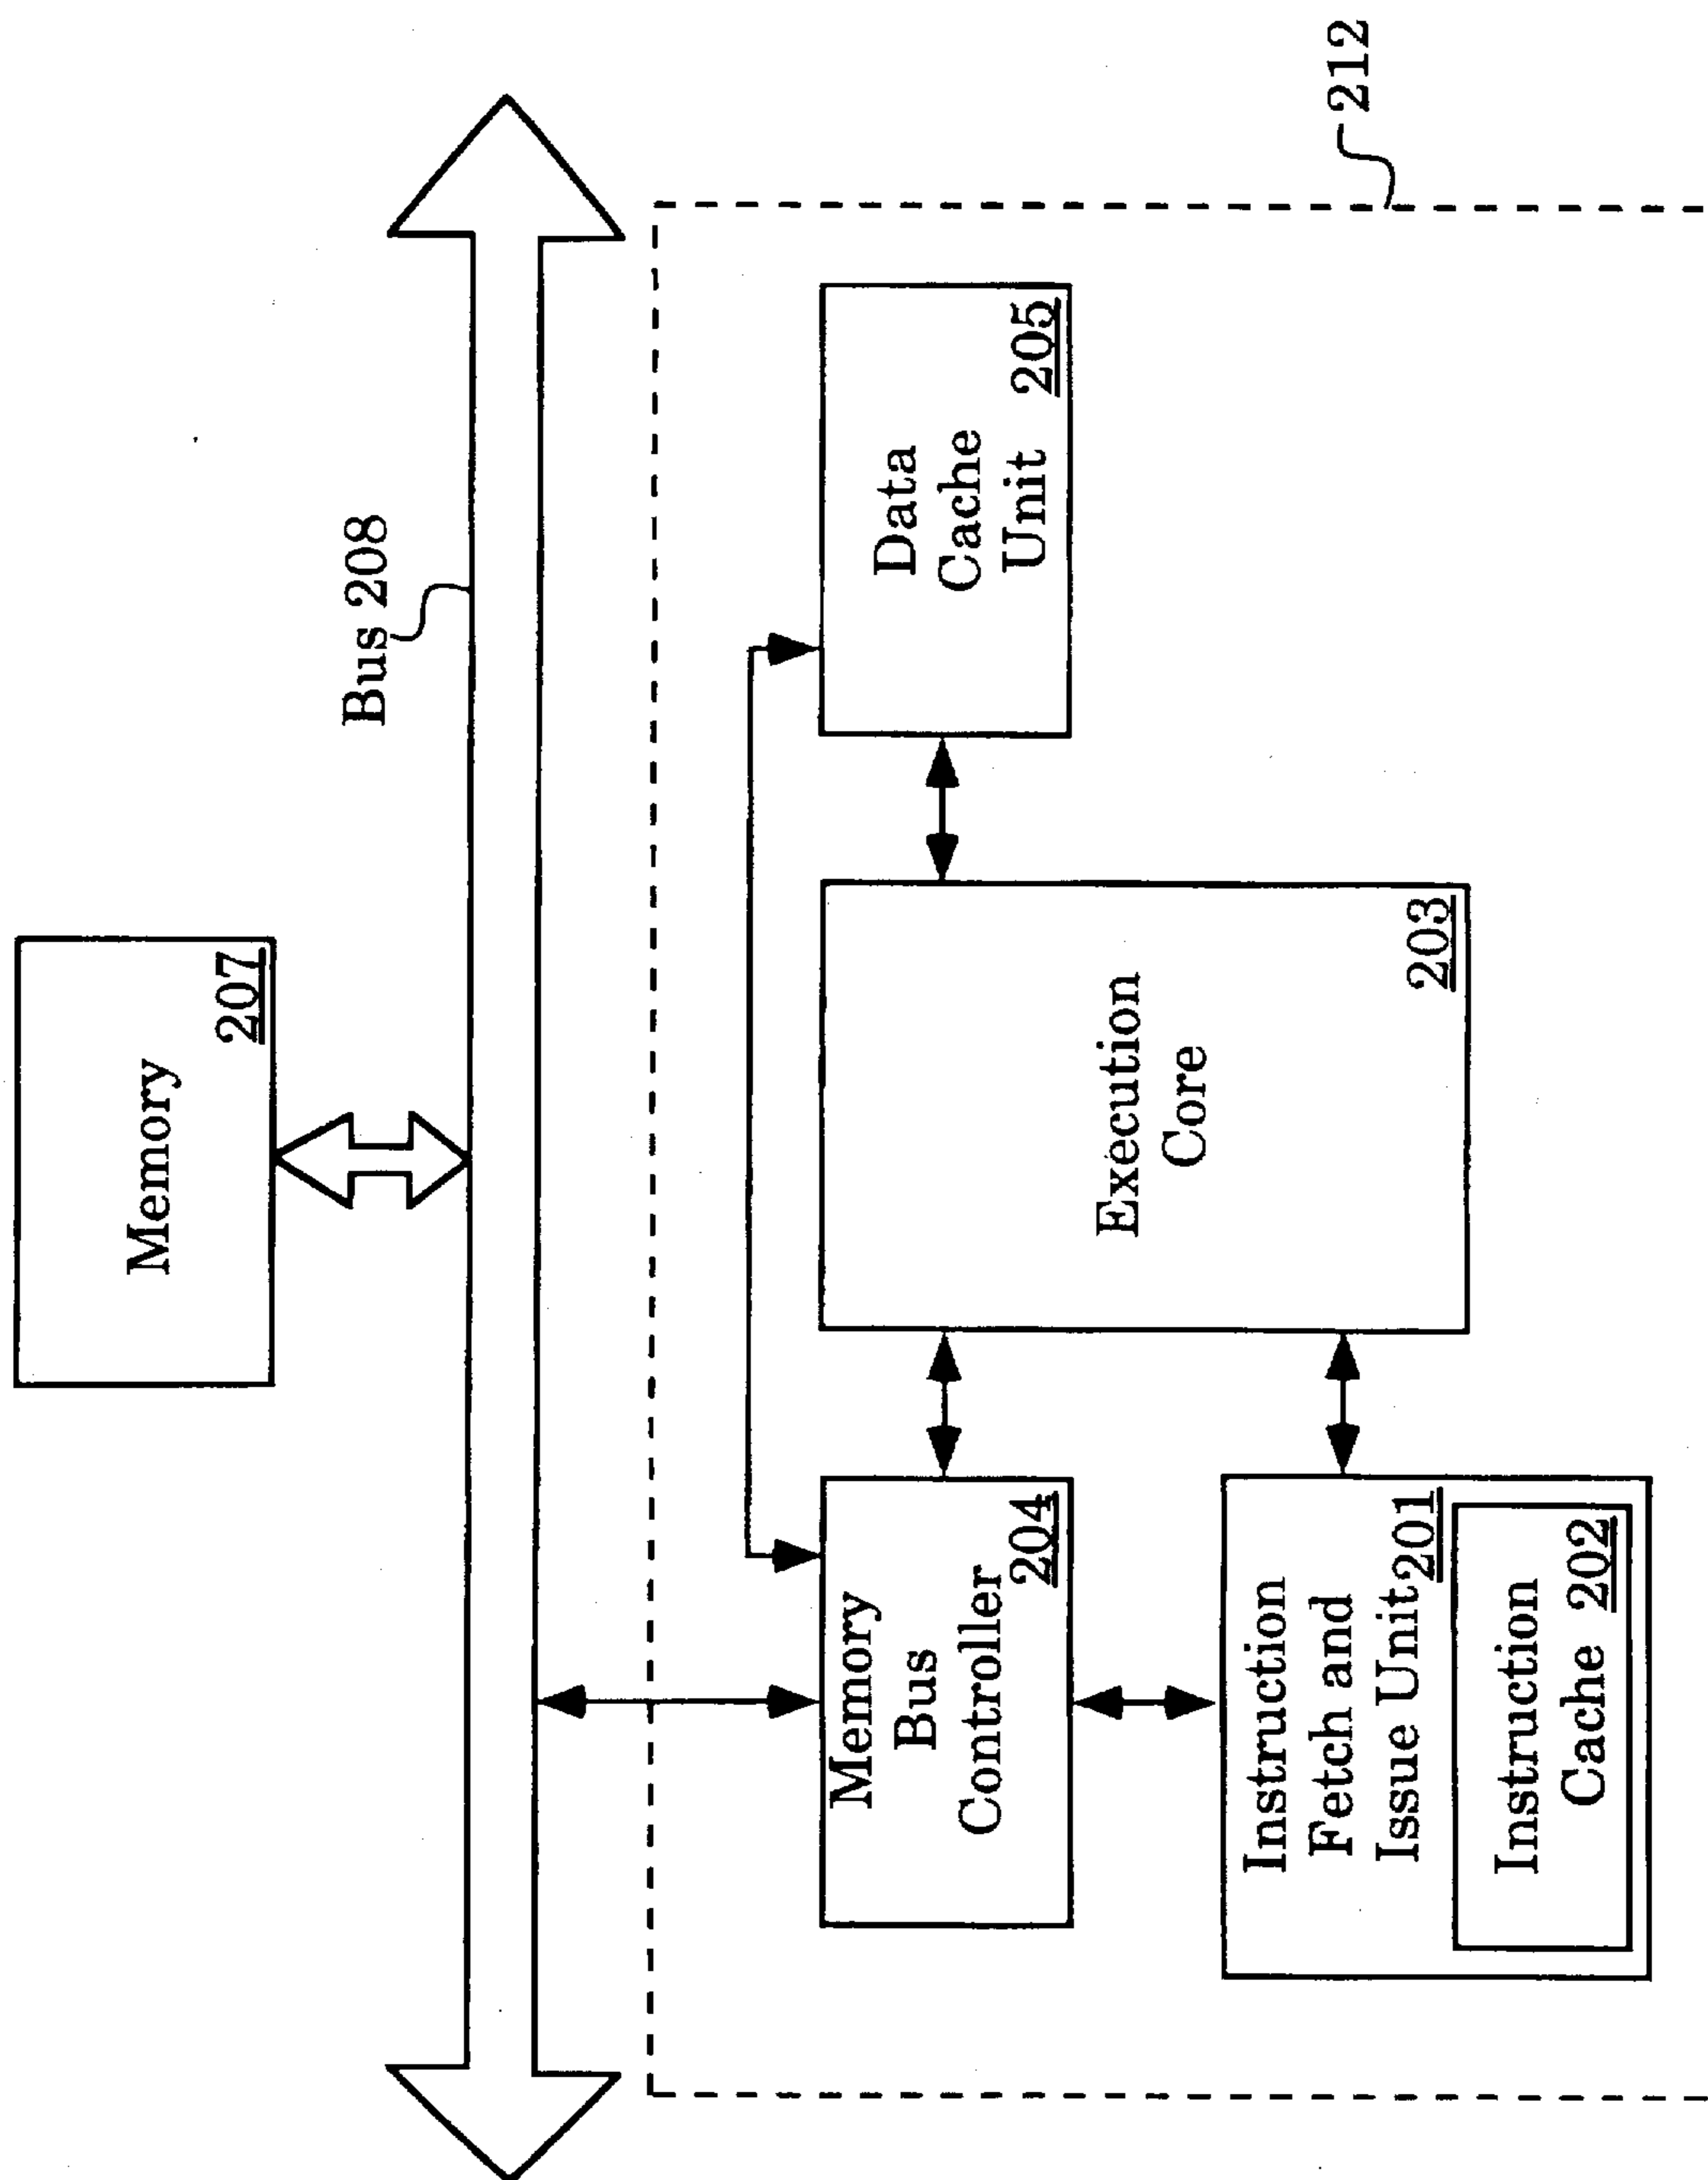 Memory
207
Bus 208
212
Memory
Bus
Controller
204
Execution
Core
203
Data
Cache
Unit
205
Instruction
Fetch and
Issue Unit 201
Instruction
Cache 202